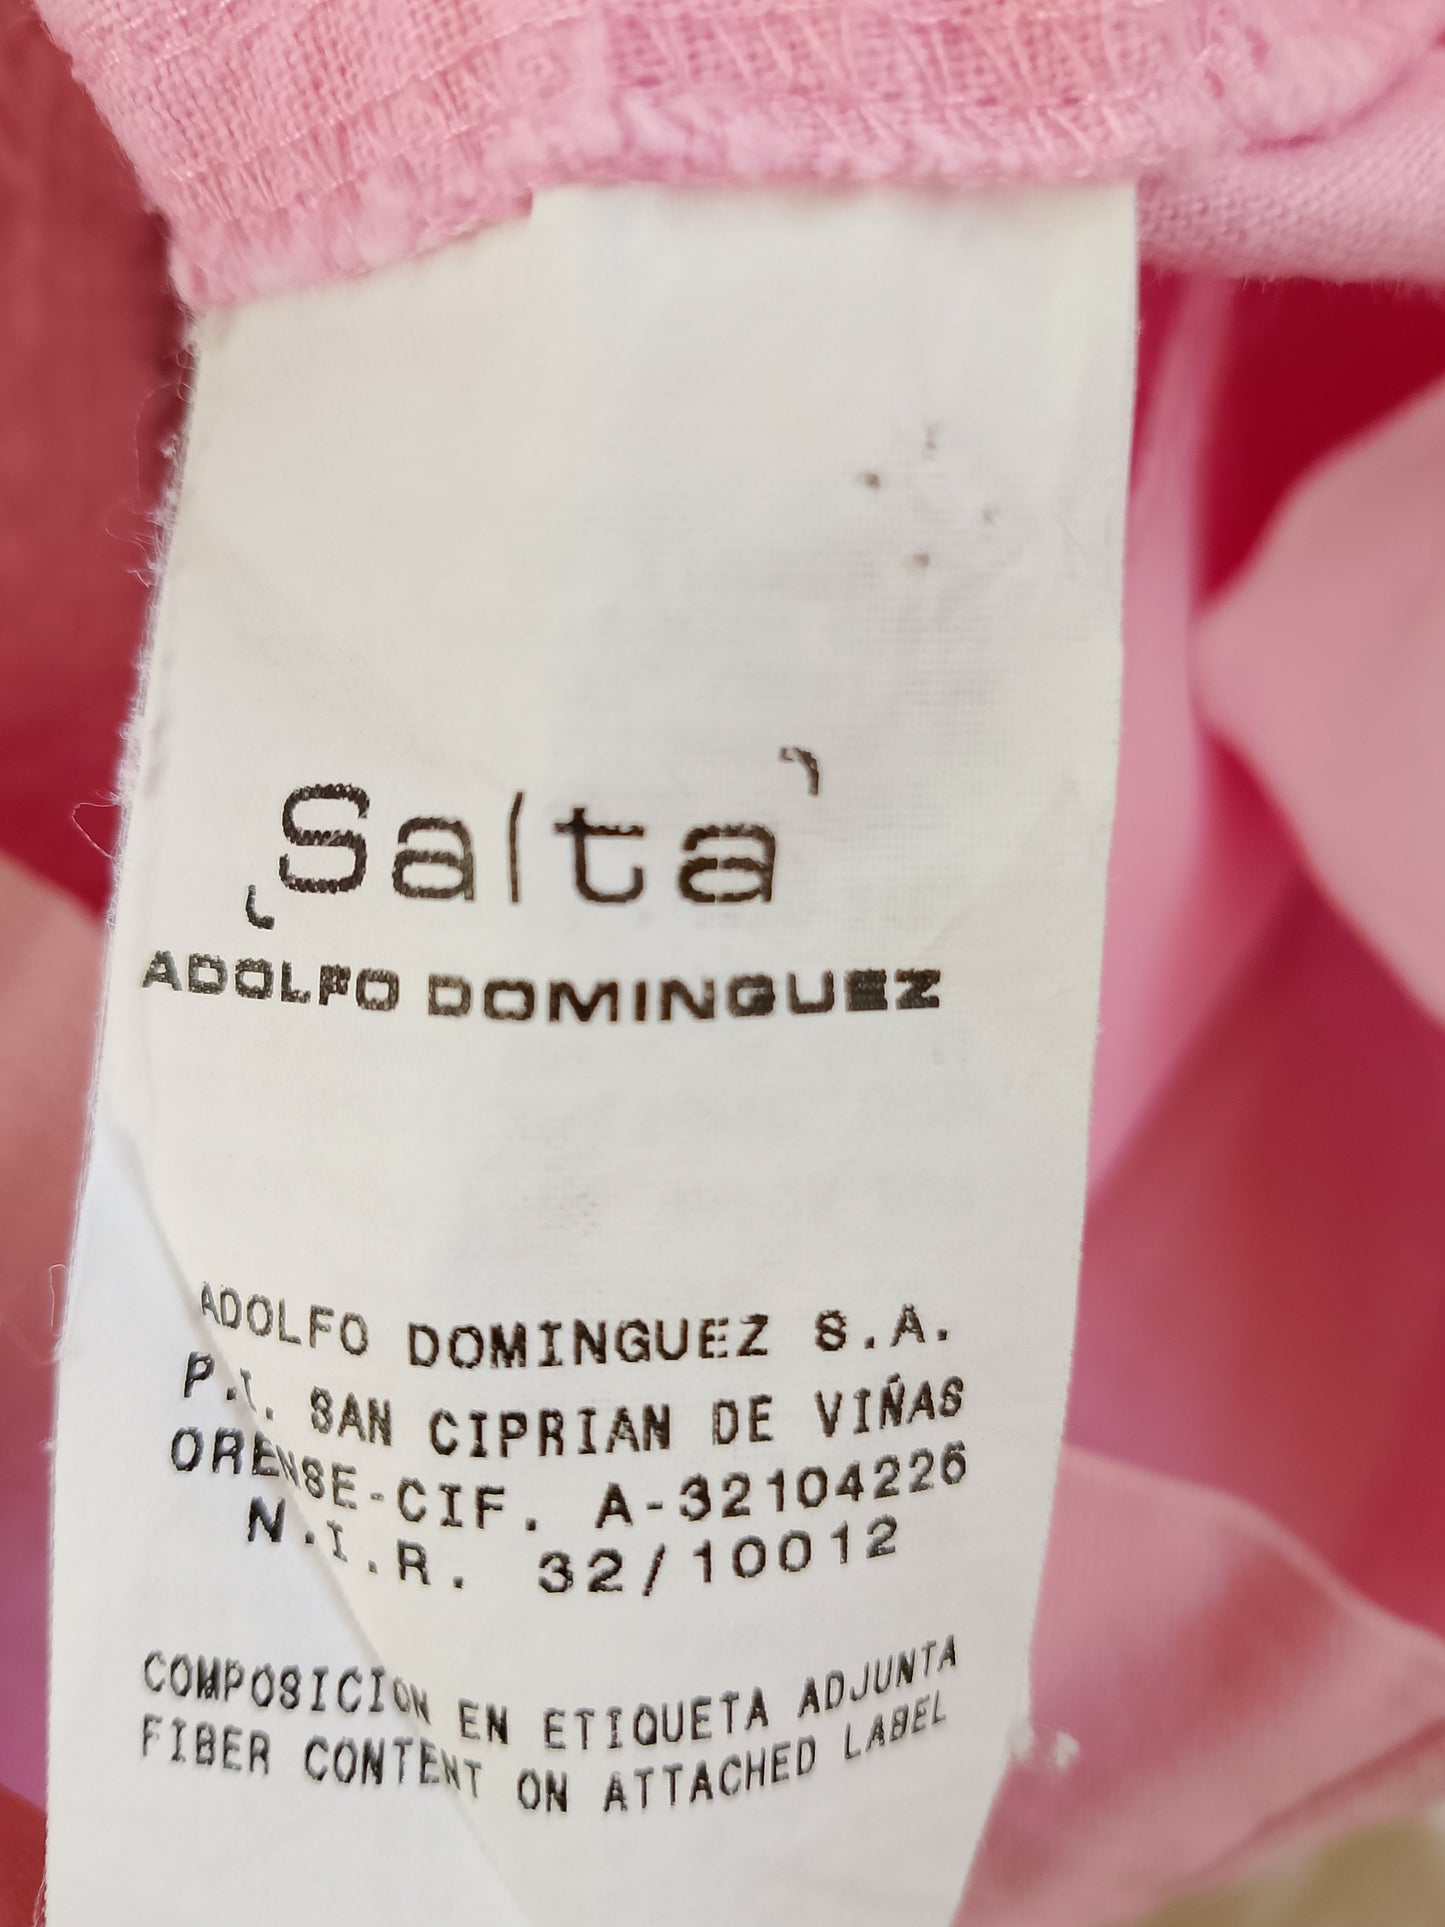 Salta
ADOLFO DOMINGUEZ
ADOLFO DOMINGUEZ S.A.
P.I. SAN CIPRIAN DE VIÑAS
ORENSE-CIF. A-32104226
N.I.R. 32/10012
COMPOSICION EN ETIQUETA ADJUNTA
FIBER CONTENT ON ATTACHED LABEL